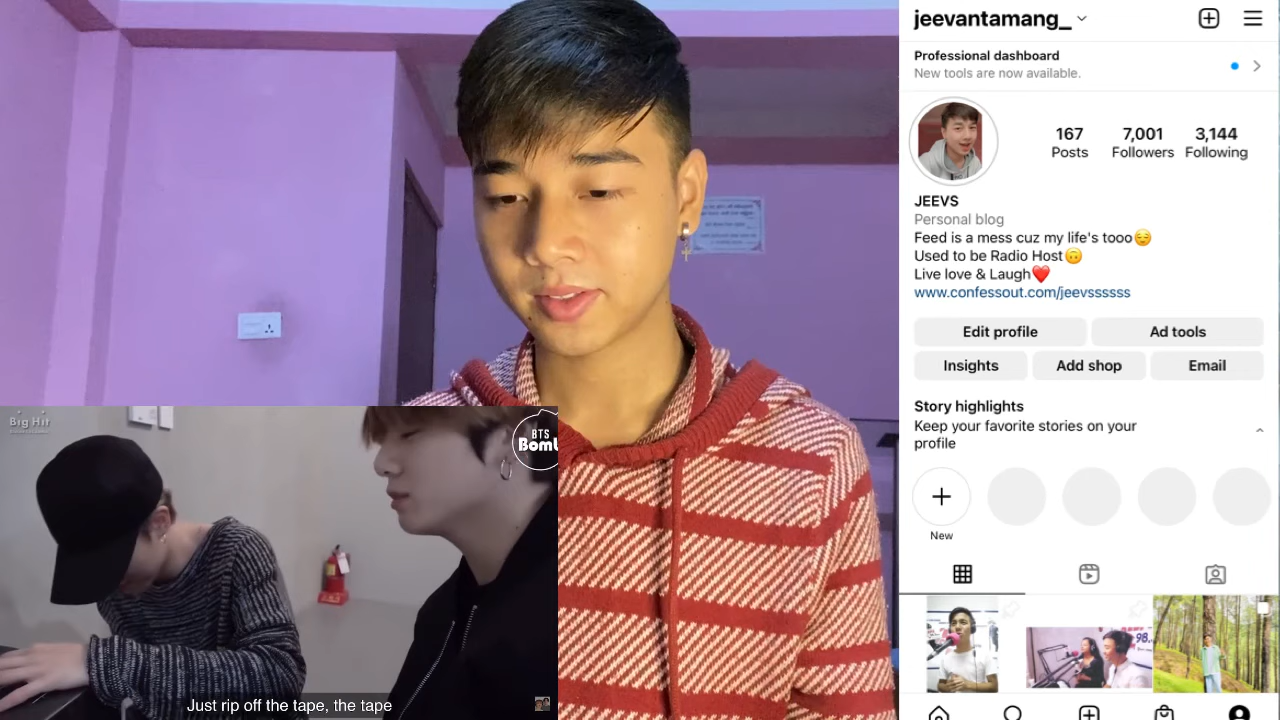 jeevantamang_
Professional dashboard
New tools are now available.
167
7,001
3,144
Posts
Followers
Following
JEEVS
Personal blog
Feed is a mess cuz my life's tooo😌
Used to be Radio Host🙃
Live love & Laugh❤️
www.confessout.com/jeevssssss
Edit profile
Ad tools
Insights
Add shop
Email
Story highlights
Keep your favorite stories on your
profile
New
98.
Big Hit
BTS
Bomb
Just rip off the tape, the tape